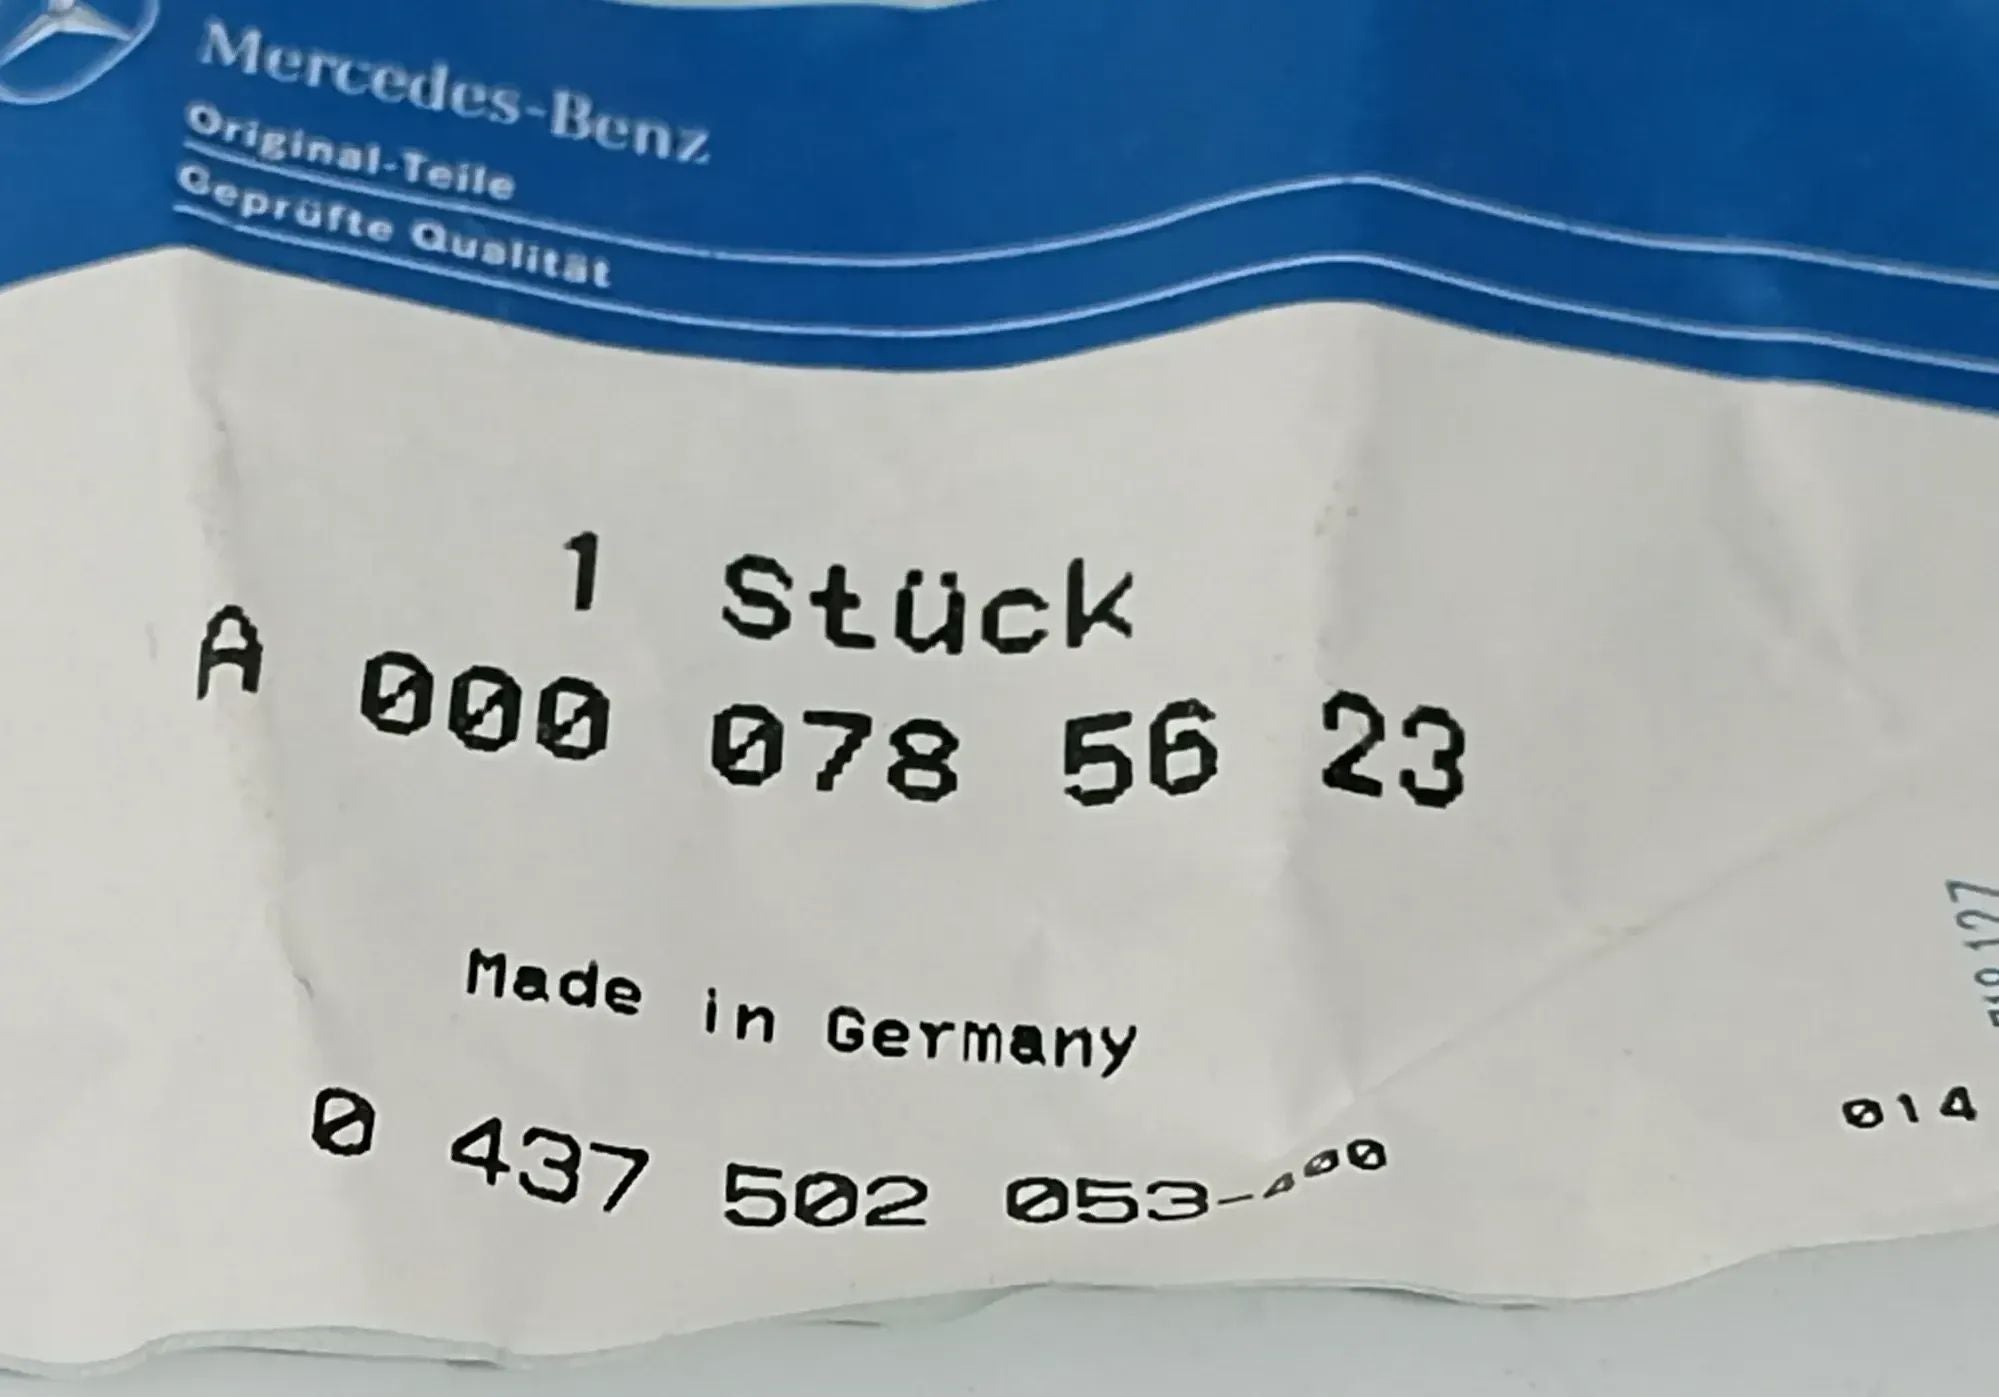 Mercedes-Benz
Original-Teile
Geprüfte Qualität
1 Stück
A 000 078 56 23
Made in Germany
0 437 502 053-400
014